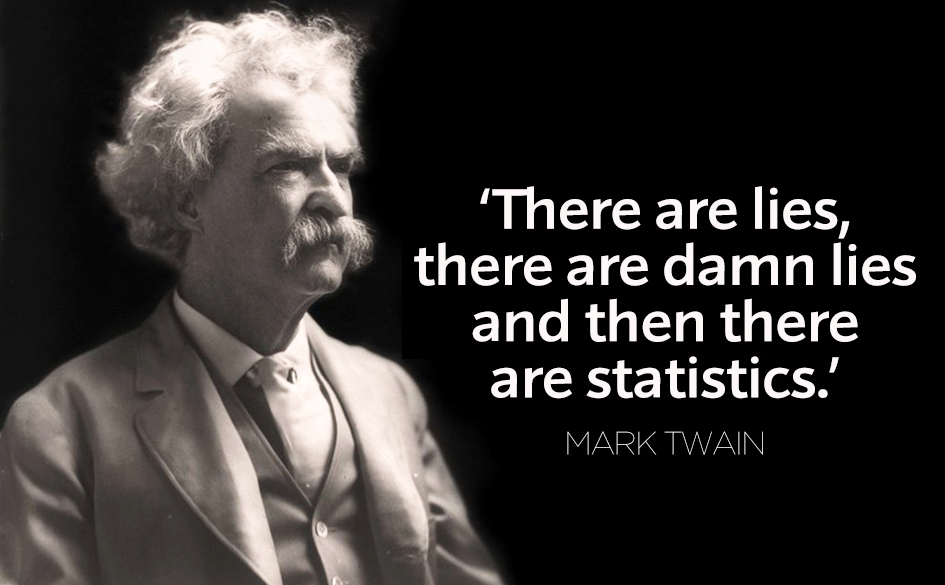 ‘There are lies,
there are damn lies
and then there
are statistics.’
MARK TWAIN